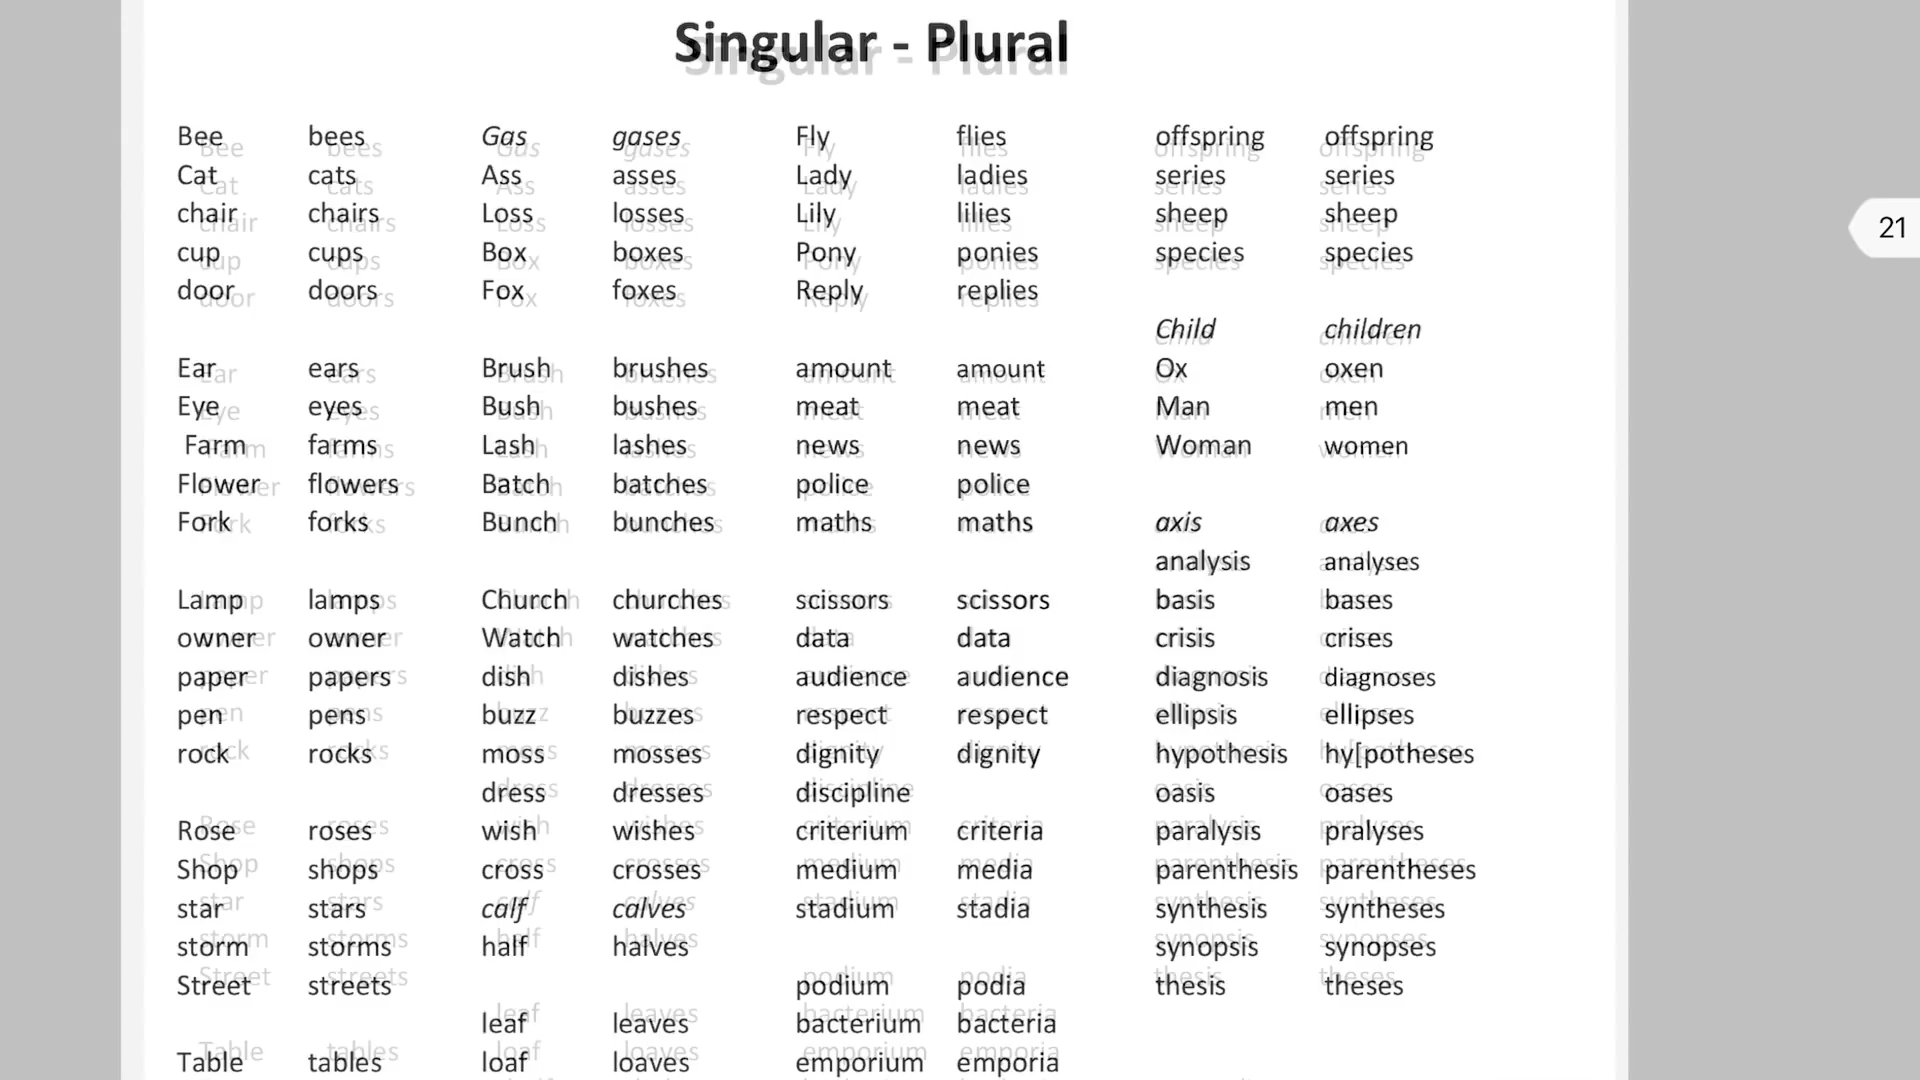 Singular - Plural
Bee bees Gas gases Fly flies offspring offspring
Cat cats Ass asses Lady ladies series series
chair chairs Loss losses Lily lilies sheep sheep
21
cup cups Box boxes Pony ponies species species
door doors Fox foxes Reply replies
Child children
Ear ears Brush brushes amount amount Ox oxen
Eye eyes Bush bushes meat meat Man men
Farm farms Lash lashes news news Woman women
Flower flowers Batch batches police police
Fork forks Bunch bunches maths maths axis axes
analysis analyses
Lamp lamps Church churches scissors scissors basis bases
owner owner Watch watches data data crisis crises
paper papers dish dishes audience audience diagnosis diagnoses
pen pens buzz buzzes respect respect ellipsis ellipses
rock rocks moss mosses dignity dignity hypothesis hy[potheses
dress dresses discipline oasis oases
Rose roses wish wishes criterium criteria paralysis pralyses
Shop shops cross crosses medium media parenthesis parentheses
star stars calf calves stadium stadia synthesis syntheses
storm storms half halves synopsis synopses
Street streets podium podia thesis theses
leaf leaves bacterium bacteria
Table tables loaf loaves emporium emporia